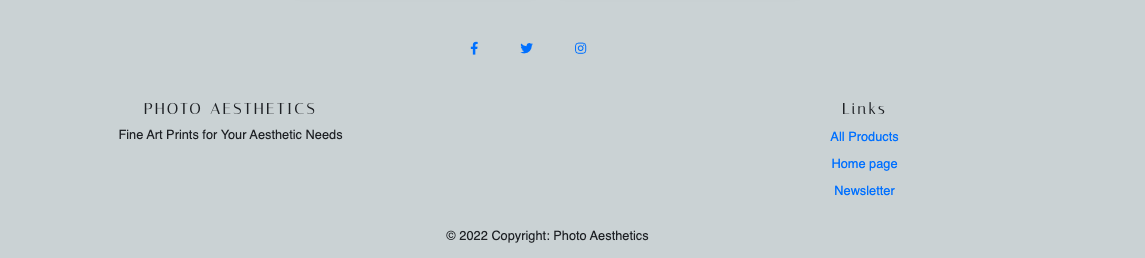 PHOTO AESTHETICS
Fine Art Prints for Your Aesthetic Needs
Links
All Products
Home page
Newsletter
© 2022 Copyright: Photo Aesthetics